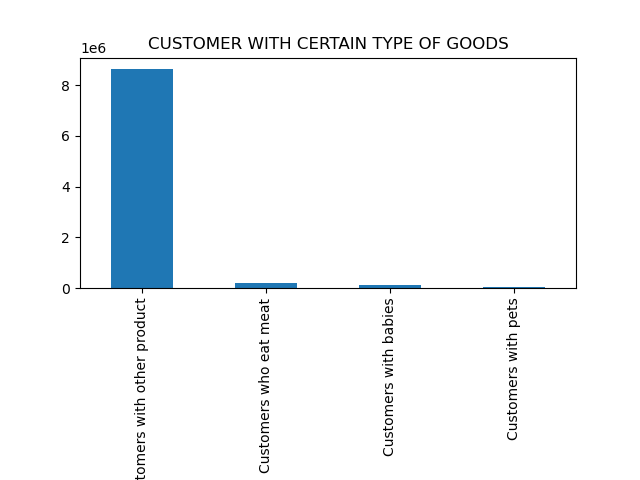 CUSTOMER WITH CERTAIN TYPE OF GOODS
1e6
8
6
4
2
0
tomers with other product
Customers who eat meat
Customers with babies
Customers with pets